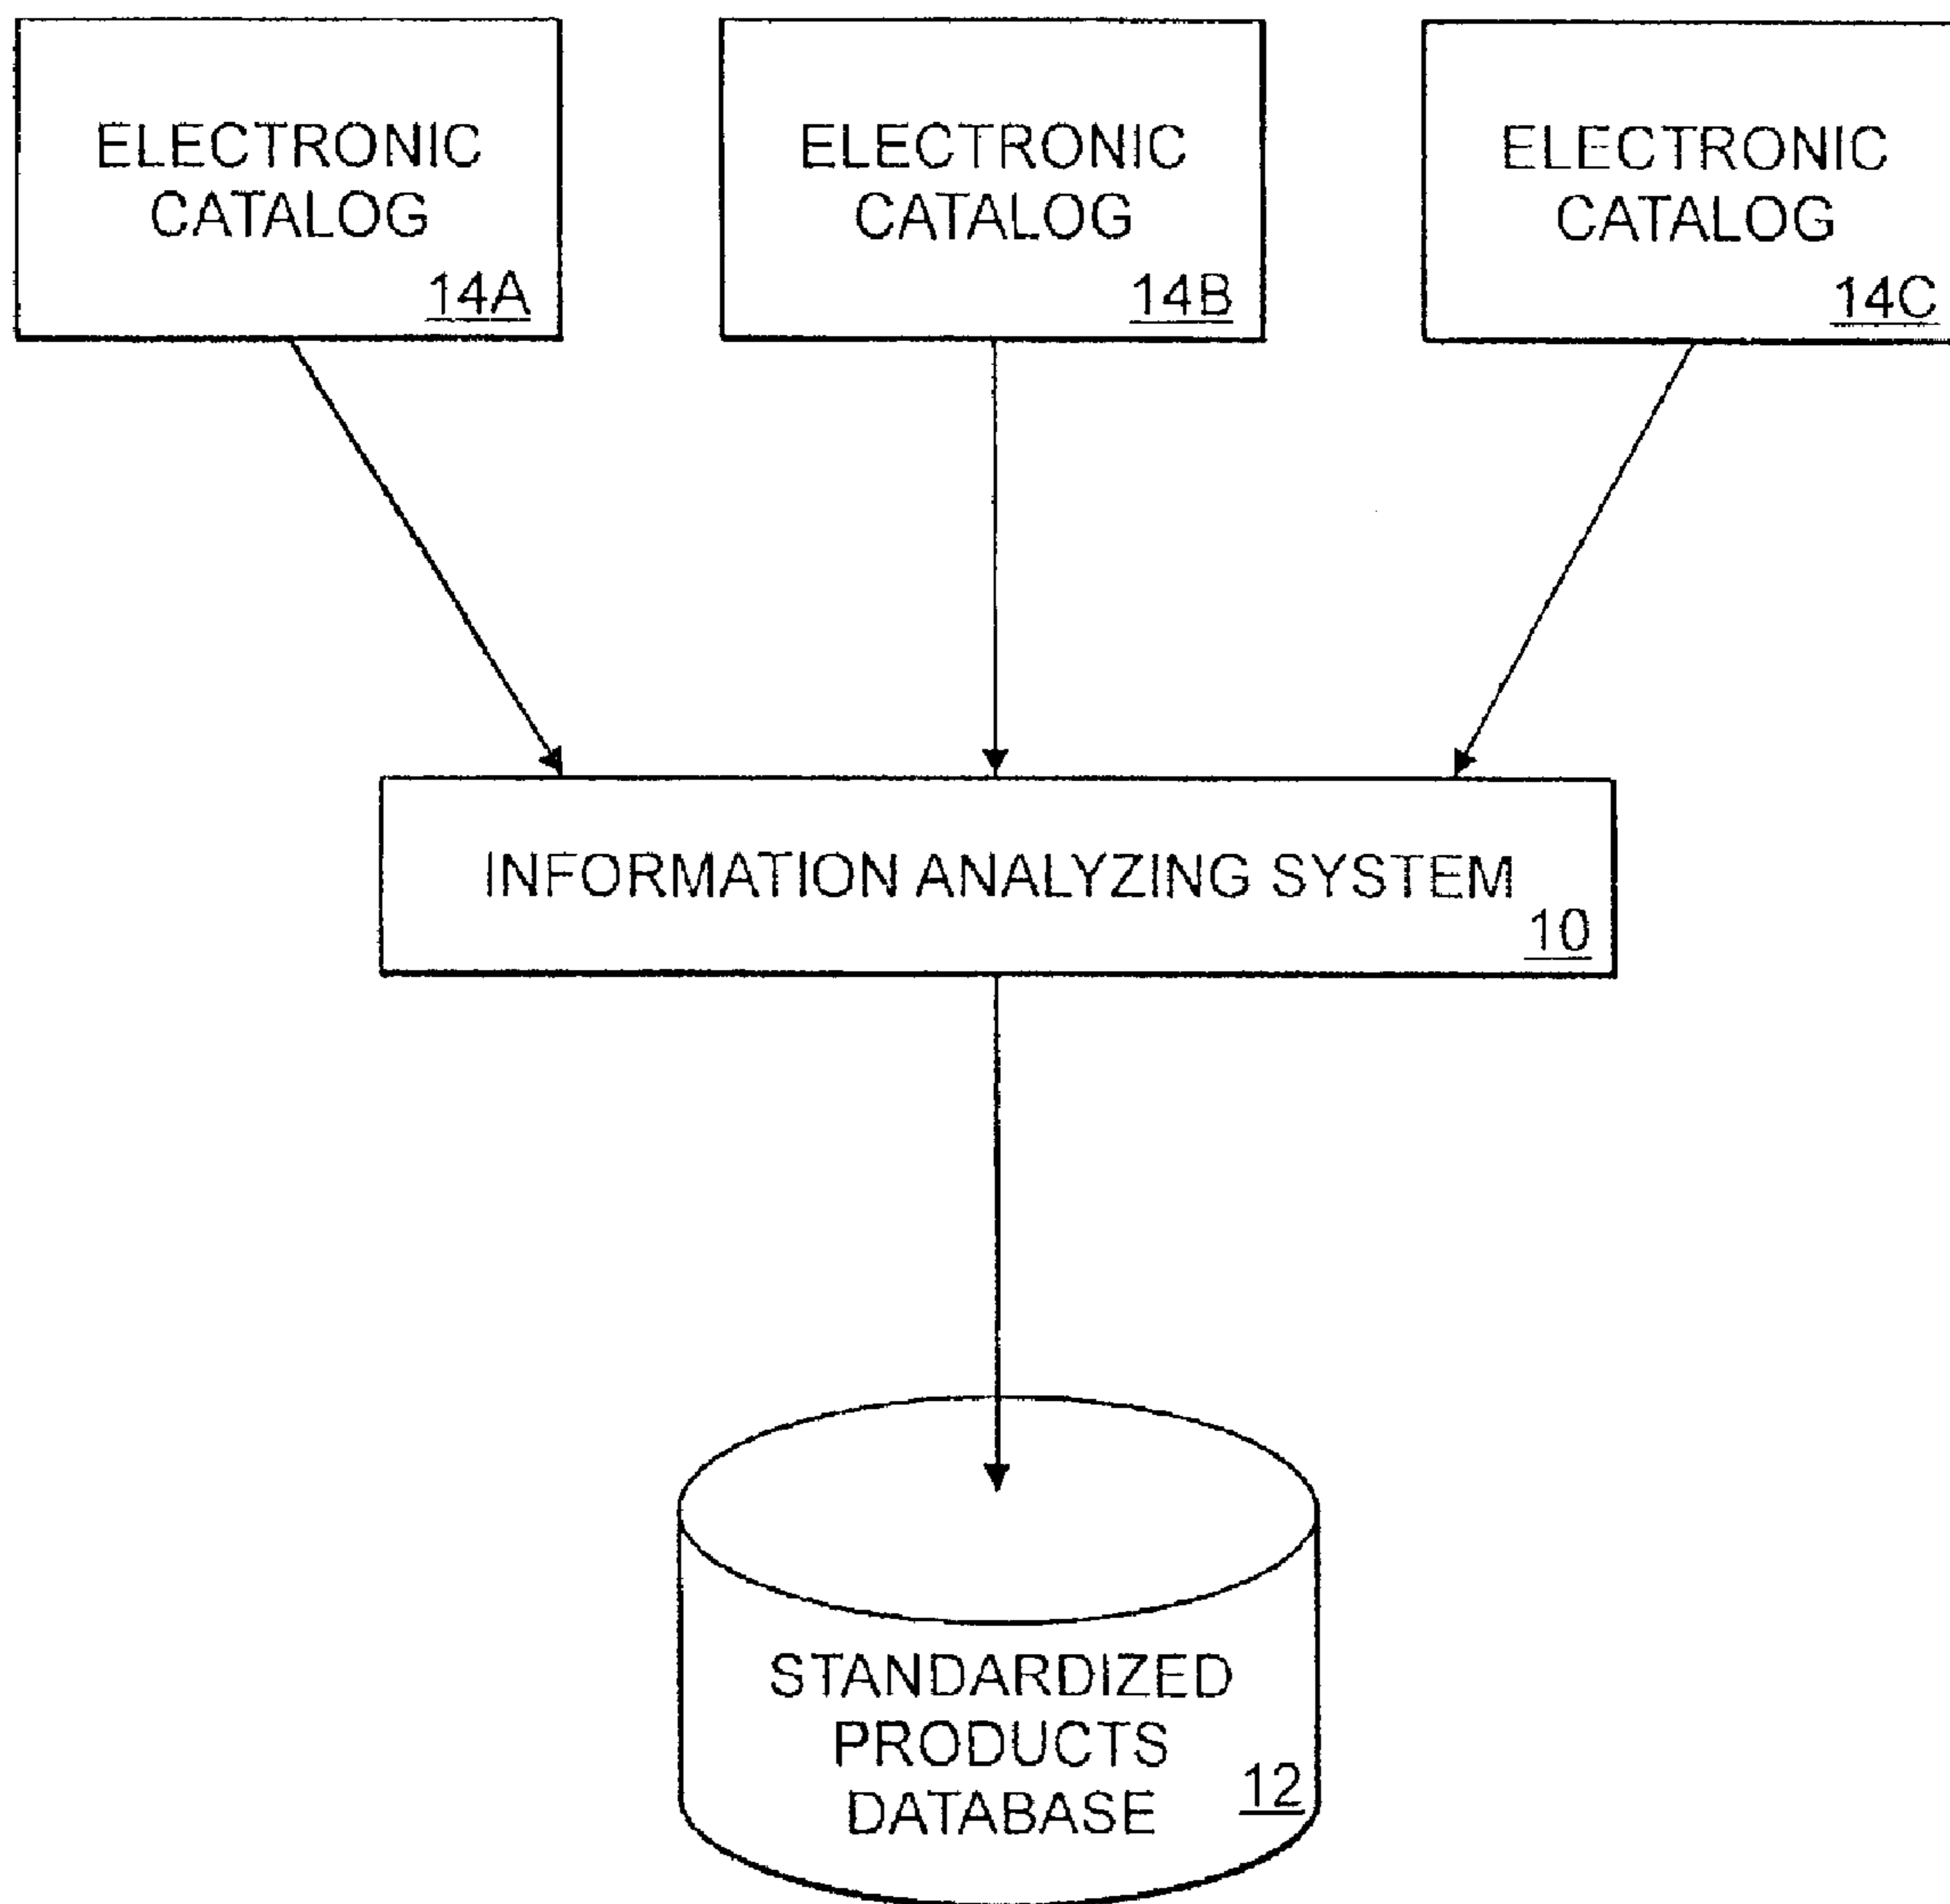 ELECTRONIC
CATALOG
14A
ELECTRONIC
CATALOG
14B
ELECTRONIC
CATALOG
14C
INFORMATION ANALYZING SYSTEM
10
STANDARDIZED
PRODUCTS
DATABASE
12